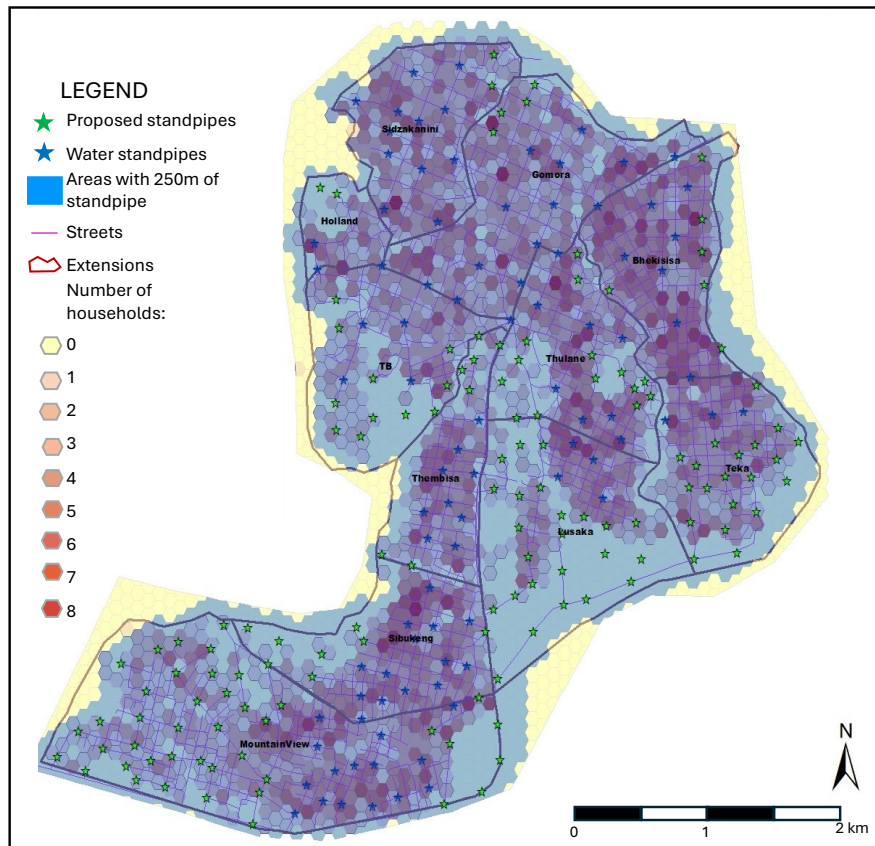 LEGEND
Proposed standpipes
Water standpipes
Areas with 250m of
standpipe
Streets
Extensions
Number of
households:
0
1
2
3
4
5
6
7
8
Sidzakanini
Gomora
Holland
Bhekisisa
TB
Thulane
Thembisa
Teka
Lusaka
Sibukeng
MountainView
N
0 1 2 km